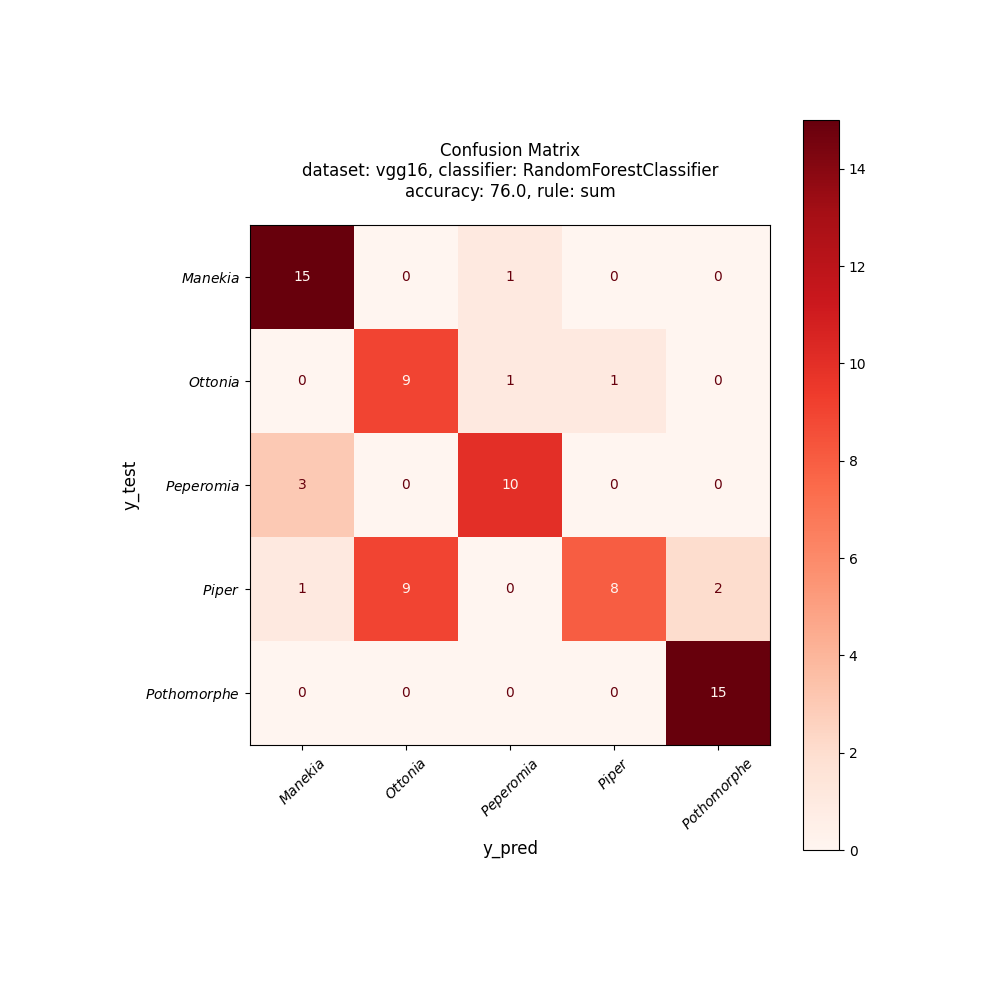 Confusion Matrix
dataset: vgg16, classifier: RandomForestClassifier
accuracy: 76.0, rule: sum
Manekia 15 0 1 0 0
Ottonia 0 9 1 1 0
Peperomia 3 0 10 0 0
Piper 1 9 0 8 2
Pothomorphe 0 0 0 0 15
y_test
Manekia Ottonia Peperomia Piper Pothomorphe
y_pred
14
12
10
8
6
4
2
0